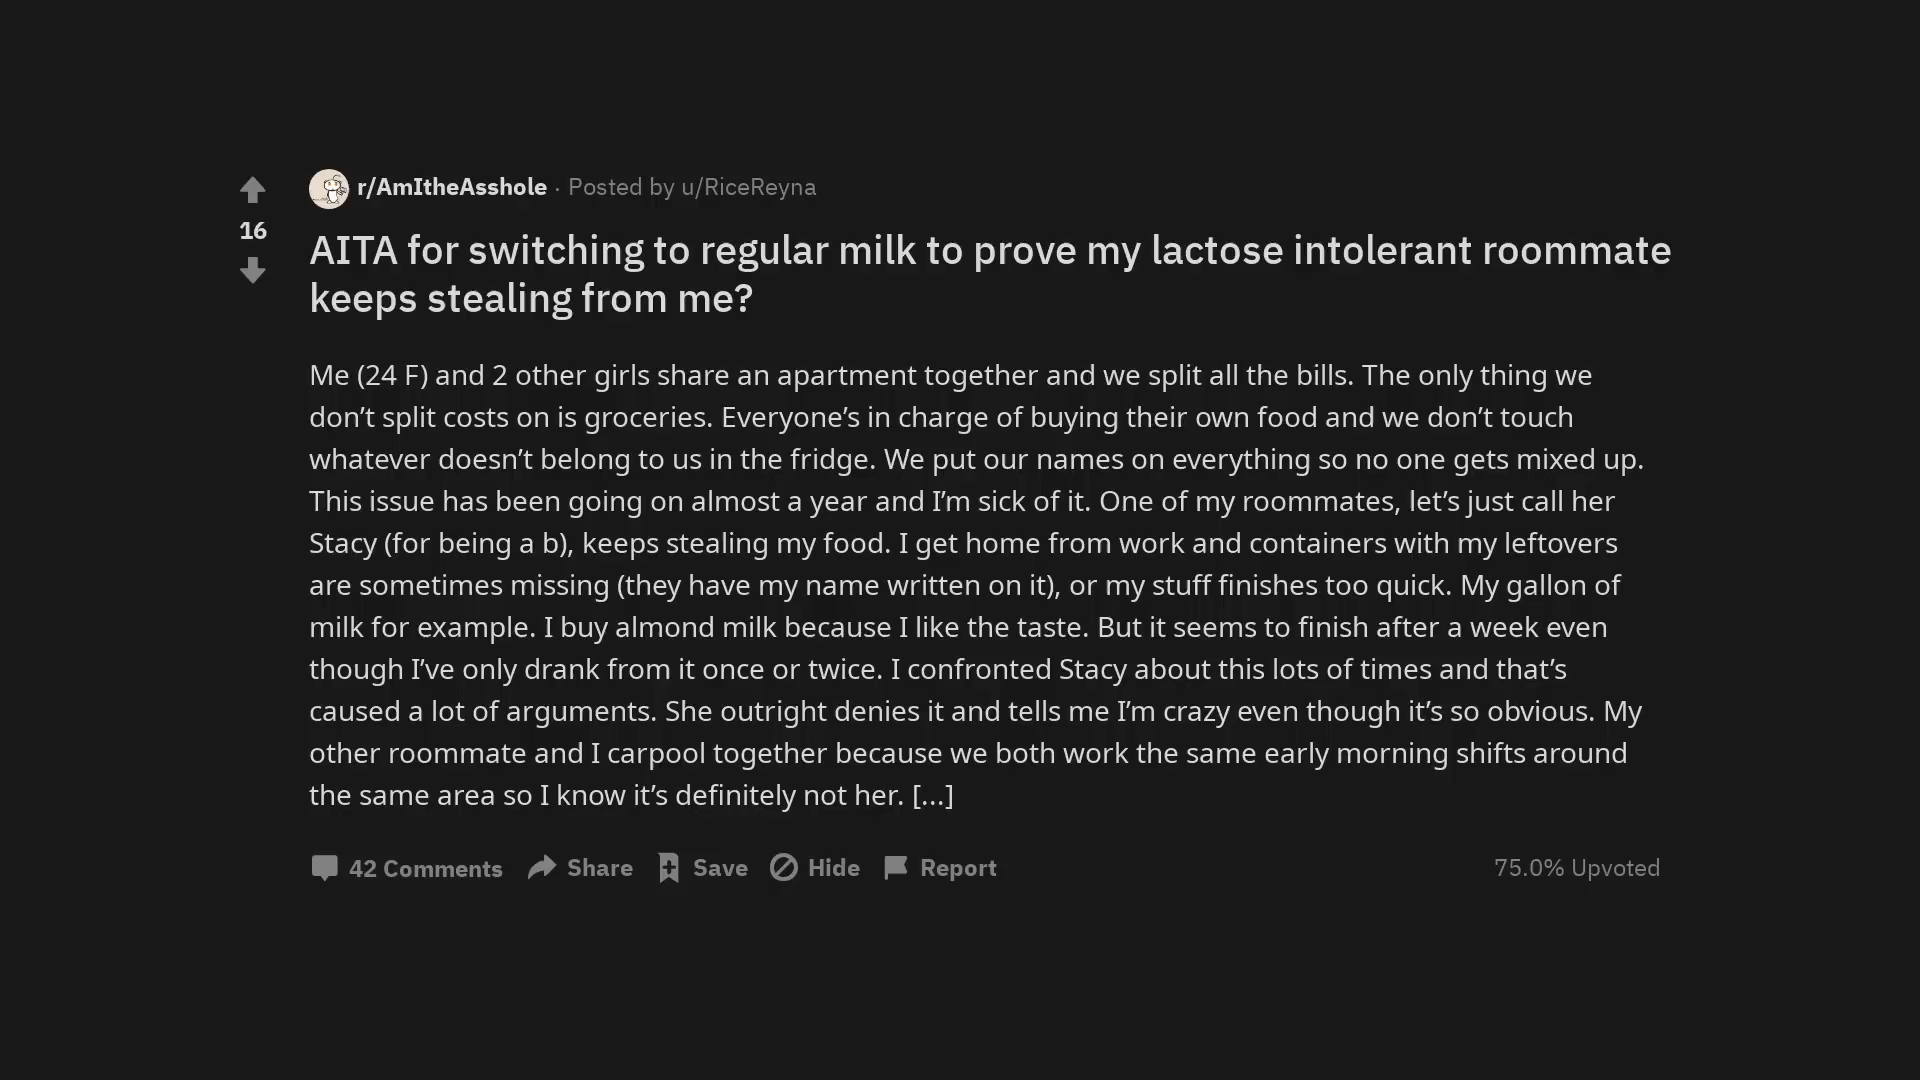 r/AmItheAsshole · Posted by u/RiceReyna
16
AITA for switching to regular milk to prove my lactose intolerant roommate
keeps stealing from me?
Me (24 F) and 2 other girls share an apartment together and we split all the bills. The only thing we
don’t split costs on is groceries. Everyone’s in charge of buying their own food and we don’t touch
whatever doesn’t belong to us in the fridge. We put our names on everything so no one gets mixed up.
This issue has been going on almost a year and I’m sick of it. One of my roommates, let’s just call her
Stacy (for being a b), keeps stealing my food. I get home from work and containers with my leftovers
are sometimes missing (they have my name written on it), or my stuff finishes too quick. My gallon of
milk for example. I buy almond milk because I like the taste. But it seems to finish after a week even
though I’ve only drank from it once or twice. I confronted Stacy about this lots of times and that’s
caused a lot of arguments. She outright denies it and tells me I’m crazy even though it’s so obvious. My
other roommate and I carpool together because we both work the same early morning shifts around
the same area so I know it’s definitely not her. [...]
42 Comments Share Save Hide Report 75.0% Upvoted